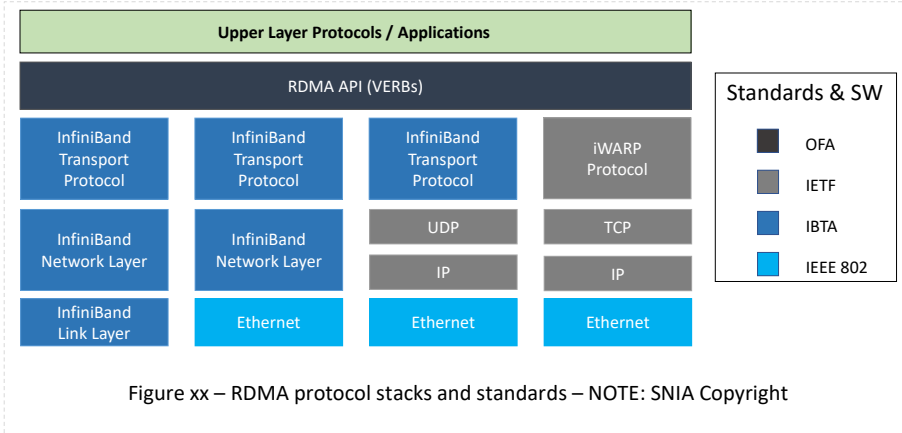 Upper Layer Protocols / Applications
RDMA API (VERBs)
InfiniBand
Transport
Protocol
InfiniBand
Transport
Protocol
InfiniBand
Transport
Protocol
iWARP
Protocol
InfiniBand
Network Layer
InfiniBand
Network Layer
UDP
IP
TCP
IP
InfiniBand
Link Layer
Ethernet
Ethernet
Ethernet
Standards & SW
OFA
IETF
IBTA
IEEE 802
Figure xx – RDMA protocol stacks and standards – NOTE: SNIA Copyright